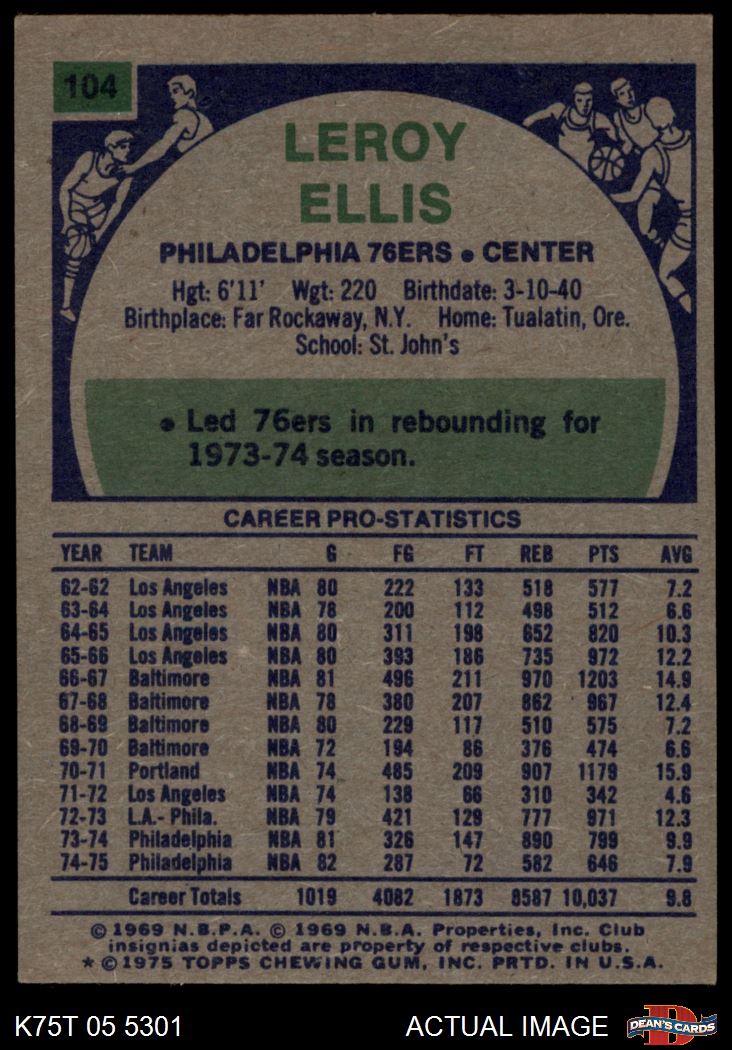 104
LEROY
ELLIS
PHILADELPHIA 76ERS • CENTER
Hgt: 6'11' Wgt: 220 Birthdate: 3-10-40
Birthplace: Far Rockaway, N.Y. Home: Tualatin, Ore.
School: St. John's
• Led 76ers in rebounding for
1973-74 season.
CAREER PRO-STATISTICS
YEAR TEAM G FG FT REB PTS AVG
62-62 Los Angeles NBA 80 222 133 518 577 7.2
63-64 Los Angeles NBA 78 200 112 498 512 6.6
64-65 Los Angeles NBA 80 311 198 652 820 10.3
65-66 Los Angeles NBA 80 393 186 735 972 12.2
66-67 Baltimore NBA 81 496 211 970 1203 14.9
67-68 Baltimore NBA 78 380 207 862 967 12.4
68-69 Baltimore NBA 80 229 117 510 575 7.2
69-70 Baltimore NBA 72 194 86 376 474 6.6
70-71 Portland NBA 74 485 209 907 1179 15.9
71-72 Los Angeles NBA 74 138 66 310 342 4.6
72-73 L.A.- Phila. NBA 79 421 129 777 971 12.3
73-74 Philadelphia NBA 81 326 147 890 799 9.9
74-75 Philadelphia NBA 82 287 72 582 646 7.9
Career Totals 1019 4082 1873 8587 10,037 9.8
© 1969 N.B.P.A. © 1969 N.B.A. Properties, Inc. Club
insignias depicted are property of respective clubs.
* © 1975 TOPPS CHEWING GUM, INC. PRTD. IN U.S.A.
K75T 05 5301 ACTUAL IMAGE D DEAN'S CARDS